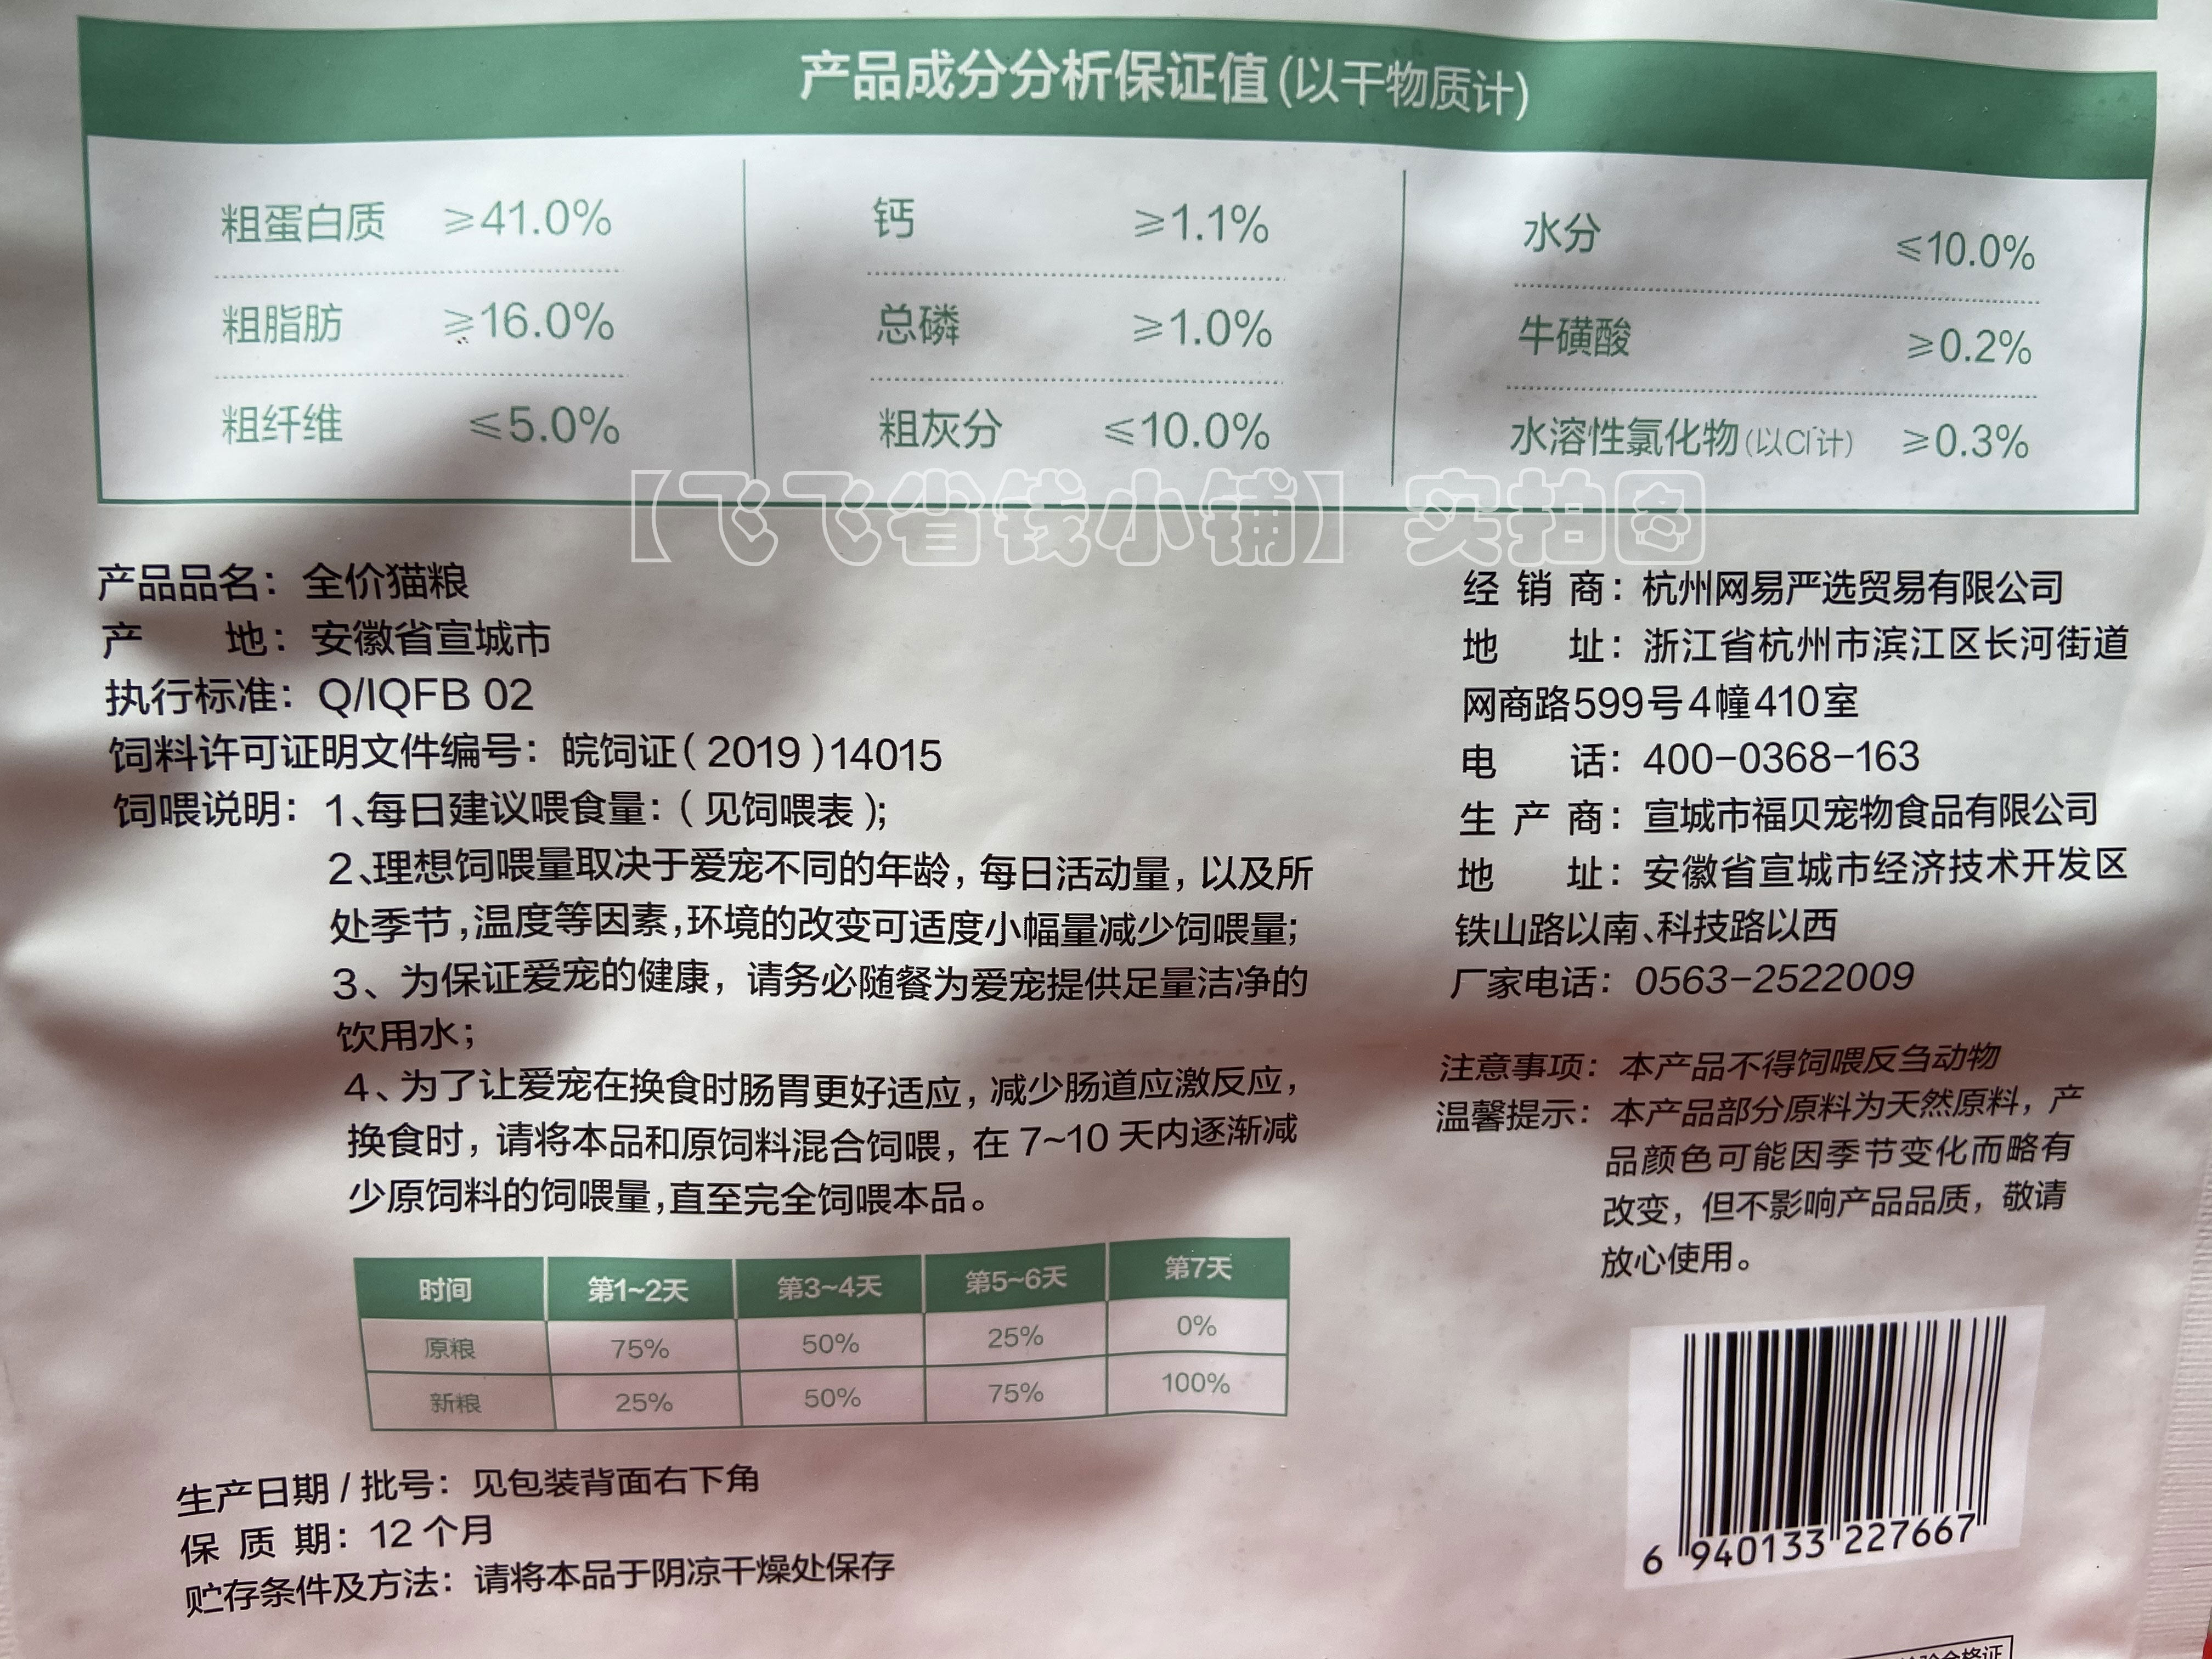 产品成分分析保证值(以干物质计)
粗蛋白质 ≥41.0%
粗脂肪 ≥16.0%
粗纤维 ≤5.0%
钙 ≥1.1%
总磷 ≥1.0%
粗灰分 ≤10.0%
水分 ≤10.0%
牛磺酸 ≥0.2%
水溶性氯化物(以Cl⁻计) ≥0.3%
【飞飞省钱小铺】实拍图
产品品名：全价猫粮
产 地：安徽省宣城市
执行标准：Q/IQFB 02
饲料许可证明文件编号：皖饲证(2019)14015
饲喂说明：1、每日建议喂食量：(见饲喂表);
2、理想饲喂量取决于爱宠不同的年龄，每日活动量，以及所
处季节,温度等因素,环境的改变可适度小幅量减少饲喂量;
3、为保证爱宠的健康，请务必随餐为爱宠提供足量洁净的
饮用水；
4、为了让爱宠在换食时肠胃更好适应，减少肠道应激反应，
换食时，请将本品和原饲料混合饲喂，在7~10天内逐渐减
少原饲料的饲喂量,直至完全饲喂本品。
时间 第1~2天 第3~4天 第5~6天 第7天
原粮 75% 50% 25% 0%
新粮 25% 50% 75% 100%
生产日期/批号：见包装背面右下角
保质期：12个月
贮存条件及方法：请将本品于阴凉干燥处保存
经销商：杭州网易严选贸易有限公司
地 址：浙江省杭州市滨江区长河街道
网商路599号4幢410室
电 话：400-0368-163
生产商：宣城市福贝宠物食品有限公司
地 址：安徽省宣城市经济技术开发区
铁山路以南、科技路以西
厂家电话：0563-2522009
注意事项：本产品不得饲喂反刍动物
温馨提示：本产品部分原料为天然原料，产
品颜色可能因季节变化而略有
改变，但不影响产品品质，敬请
放心使用。
6 940133 227667